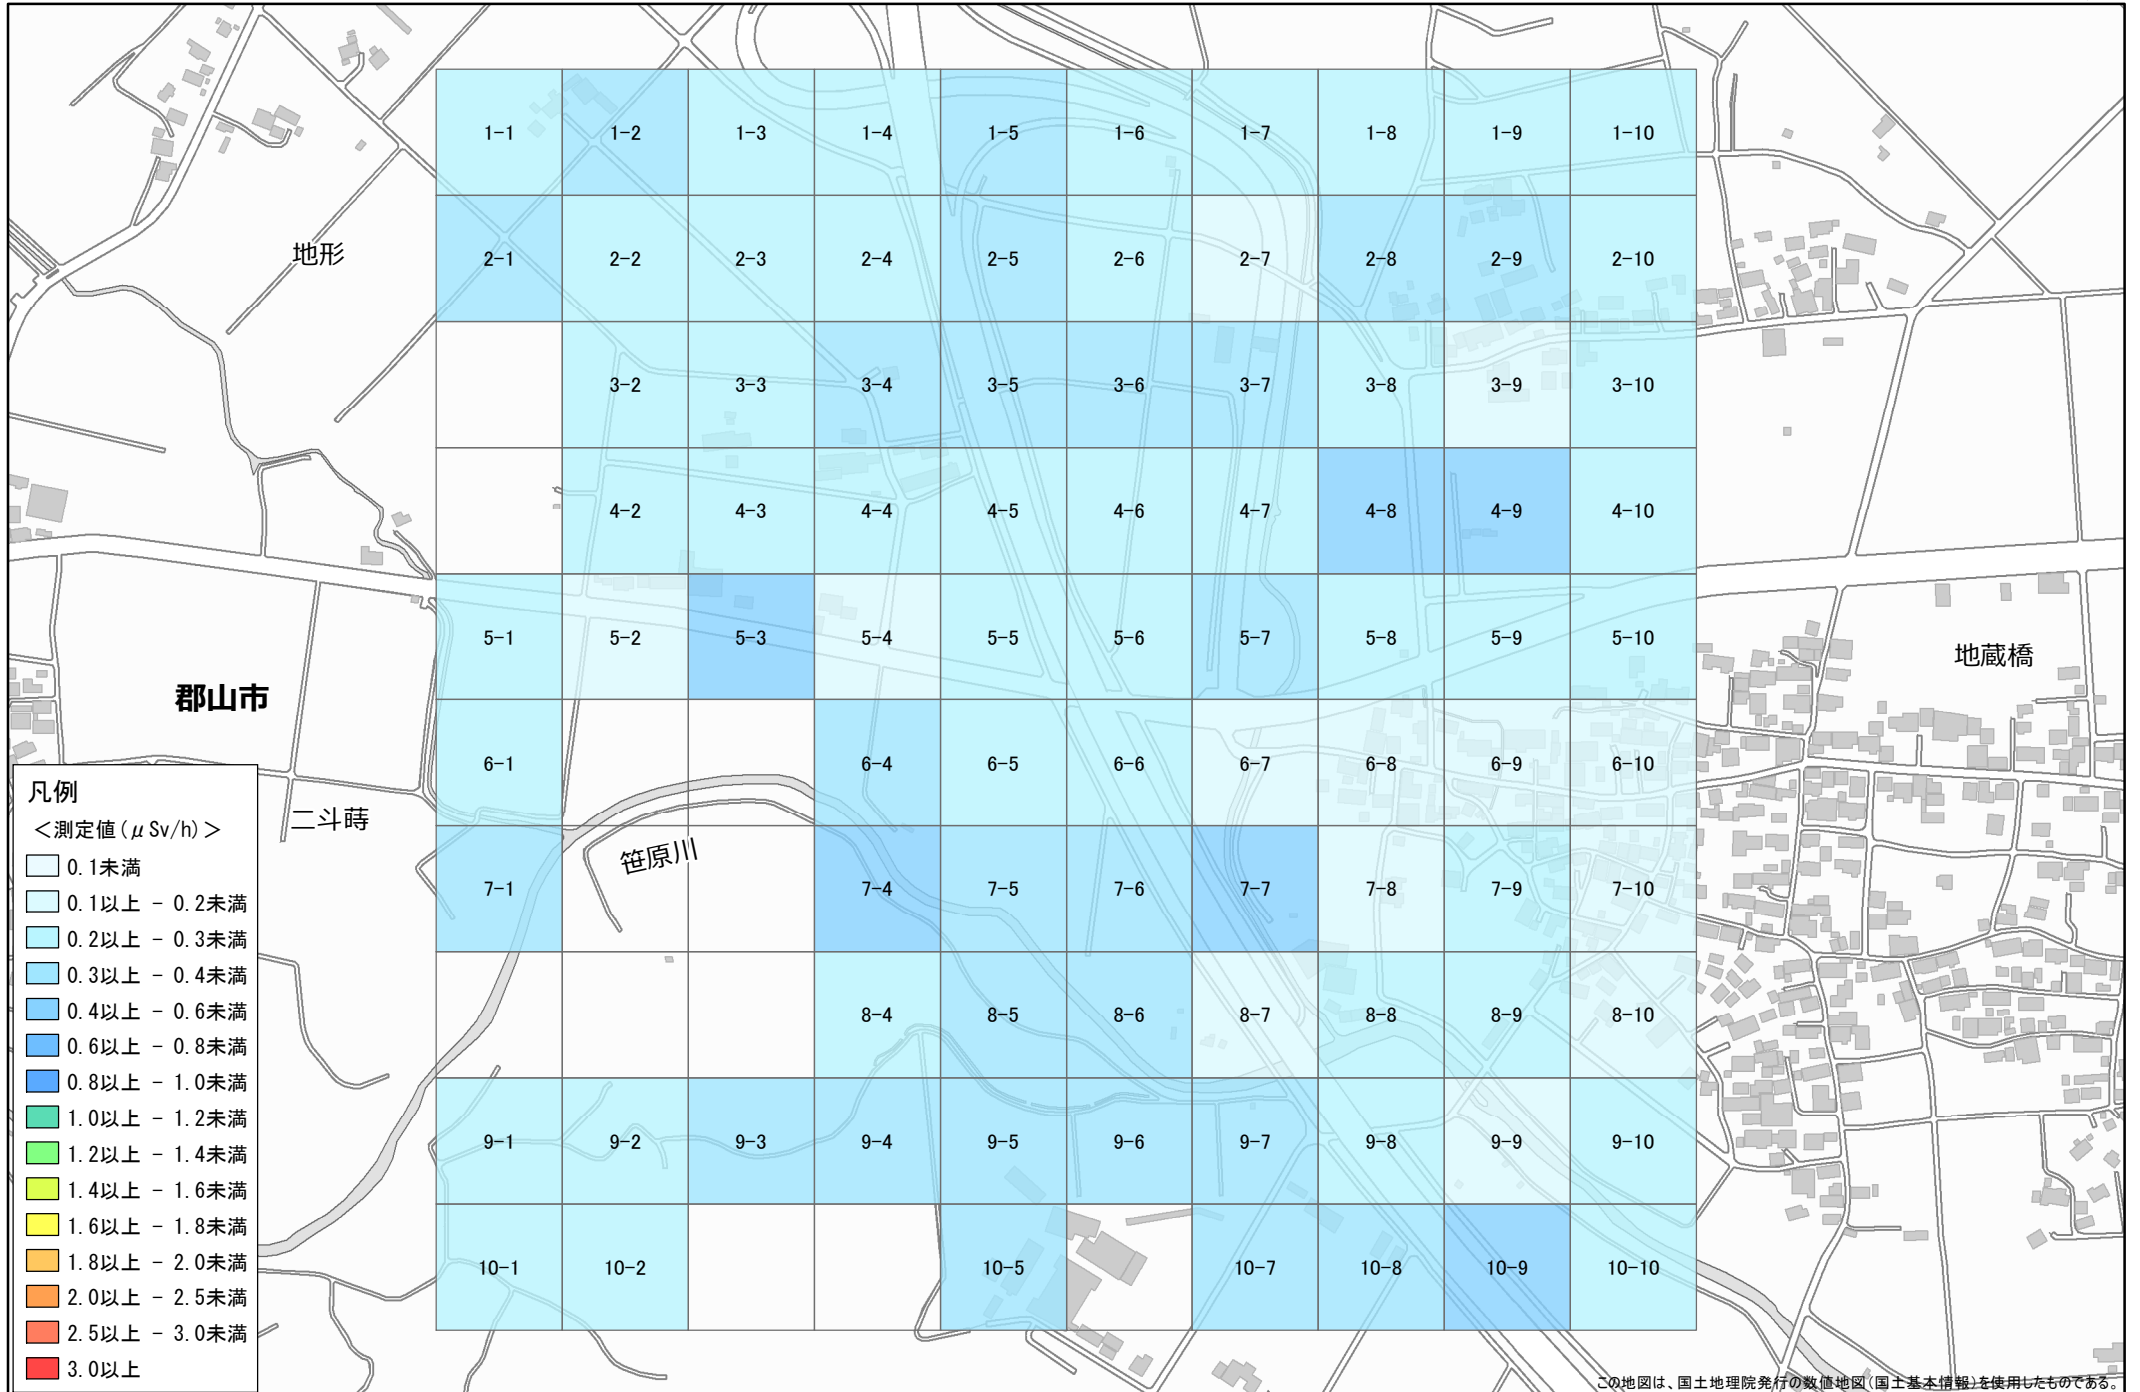 1-1 1-2 1-3 1-4 1-5 1-6 1-7 1-8 1-9 1-10
地形
2-1 2-2 2-3 2-4 2-5 2-6 2-7 2-8 2-9 2-10
3-2 3-3 3-4 3-5 3-6 3-7 3-8 3-9 3-10
4-2 4-3 4-4 4-5 4-6 4-7 4-8 4-9 4-10
5-1 5-2 5-3 5-4 5-5 5-6 5-7 5-8 5-9 5-10
地蔵橋
郡山市
6-1 6-4 6-5 6-6 6-7 6-8 6-9 6-10
二斗蒔
笹原川
7-1 7-4 7-5 7-6 7-7 7-8 7-9 7-10
8-4 8-5 8-6 8-7 8-8 8-9 8-10
9-1 9-2 9-3 9-4 9-5 9-6 9-7 9-8 9-9 9-10
10-1 10-2 10-5 10-7 10-8 10-9 10-10
凡例
＜測定値(μSv/h)＞
0.1未満
0.1以上 - 0.2未満
0.2以上 - 0.3未満
0.3以上 - 0.4未満
0.4以上 - 0.6未満
0.6以上 - 0.8未満
0.8以上 - 1.0未満
1.0以上 - 1.2未満
1.2以上 - 1.4未満
1.4以上 - 1.6未満
1.6以上 - 1.8未満
1.8以上 - 2.0未満
2.0以上 - 2.5未満
2.5以上 - 3.0未満
3.0以上
この地図は、国土地理院発行の数値地図(国土基本情報)を使用したものである。